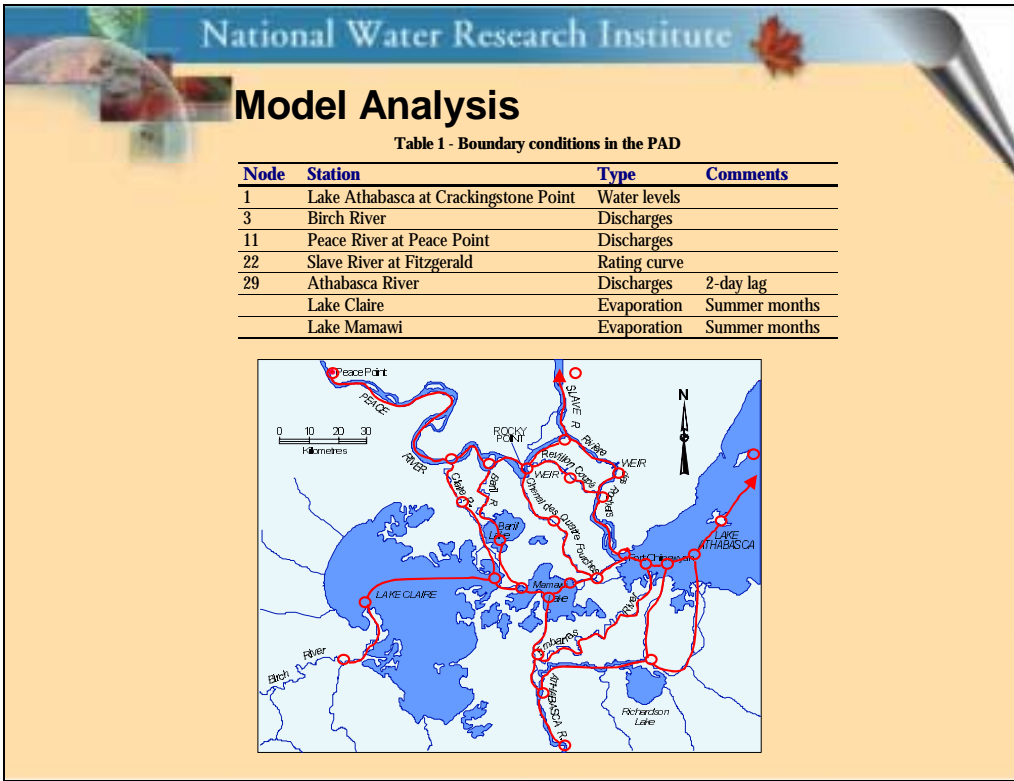 National Water Research Institute
Model Analysis
Table 1 - Boundary conditions in the PAD
Node Station Type Comments
1 Lake Athabasca at Crackingstone Point Water levels
3 Birch River Discharges
11 Peace River at Peace Point Discharges
22 Slave River at Fitzgerald Rating curve
29 Athabasca River Discharges 2-day lag
Lake Claire Evaporation Summer months
Lake Mamawi Evaporation Summer months
Peace Point
PEACE
RIVER
0 10 20 30
Kilometres
SLAVE R.
N
ROCKY
POINT
Rivière
des
Rochers
WEIR
Revillon Coupé
WEIR
Claire R.
Baril R.
Chenal des Quatre Fourches
Baril
Lake
LAKE
ATHABASCA
Fort Chipewyan
Mamawi
Lake
LAKE CLAIRE
Embarras
River
Birch River
ATHABASCA R.
Richardson
Lake